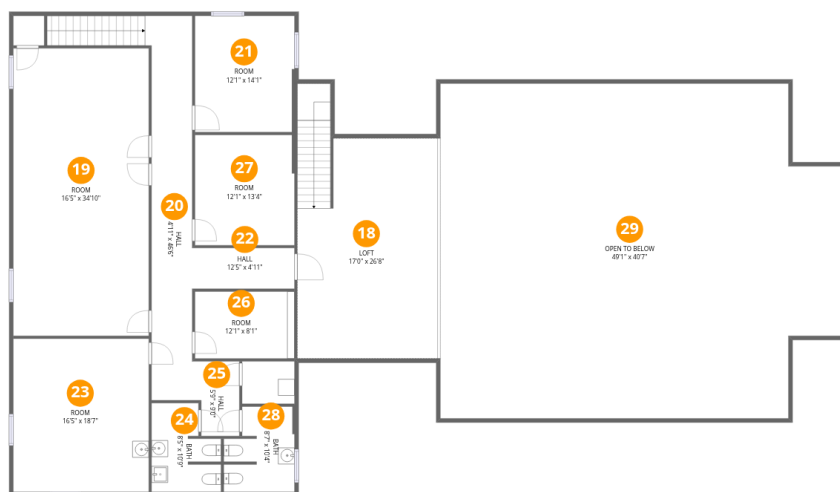 21
ROOM
12'1" x 14'1"
19
ROOM
16'5" x 34'10"
27
ROOM
12'1" x 13'4"
20
HALL
4'11" x 46'6"
22
HALL
12'5" x 4'11"
18
LOFT
17'0" x 26'8"
29
OPEN TO BELOW
49'1" x 40'7"
26
ROOM
12'1" x 8'1"
25
HALL
5'9" x 9'0"
23
ROOM
16'5" x 18'7"
24
BATH
8'5" x 10'9"
28
BATH
8'7" x 10'4"